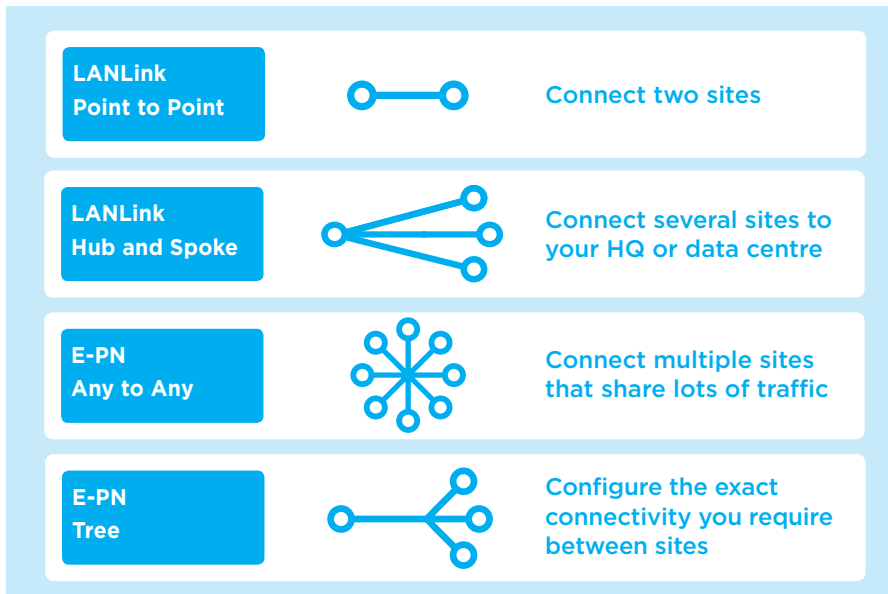 LANLink
Point to Point
Connect two sites
LANLink
Hub and Spoke
Connect several sites to
your HQ or data centre
E-PN
Any to Any
Connect multiple sites
that share lots of traffic
E-PN
Tree
Configure the exact
connectivity you require
between sites